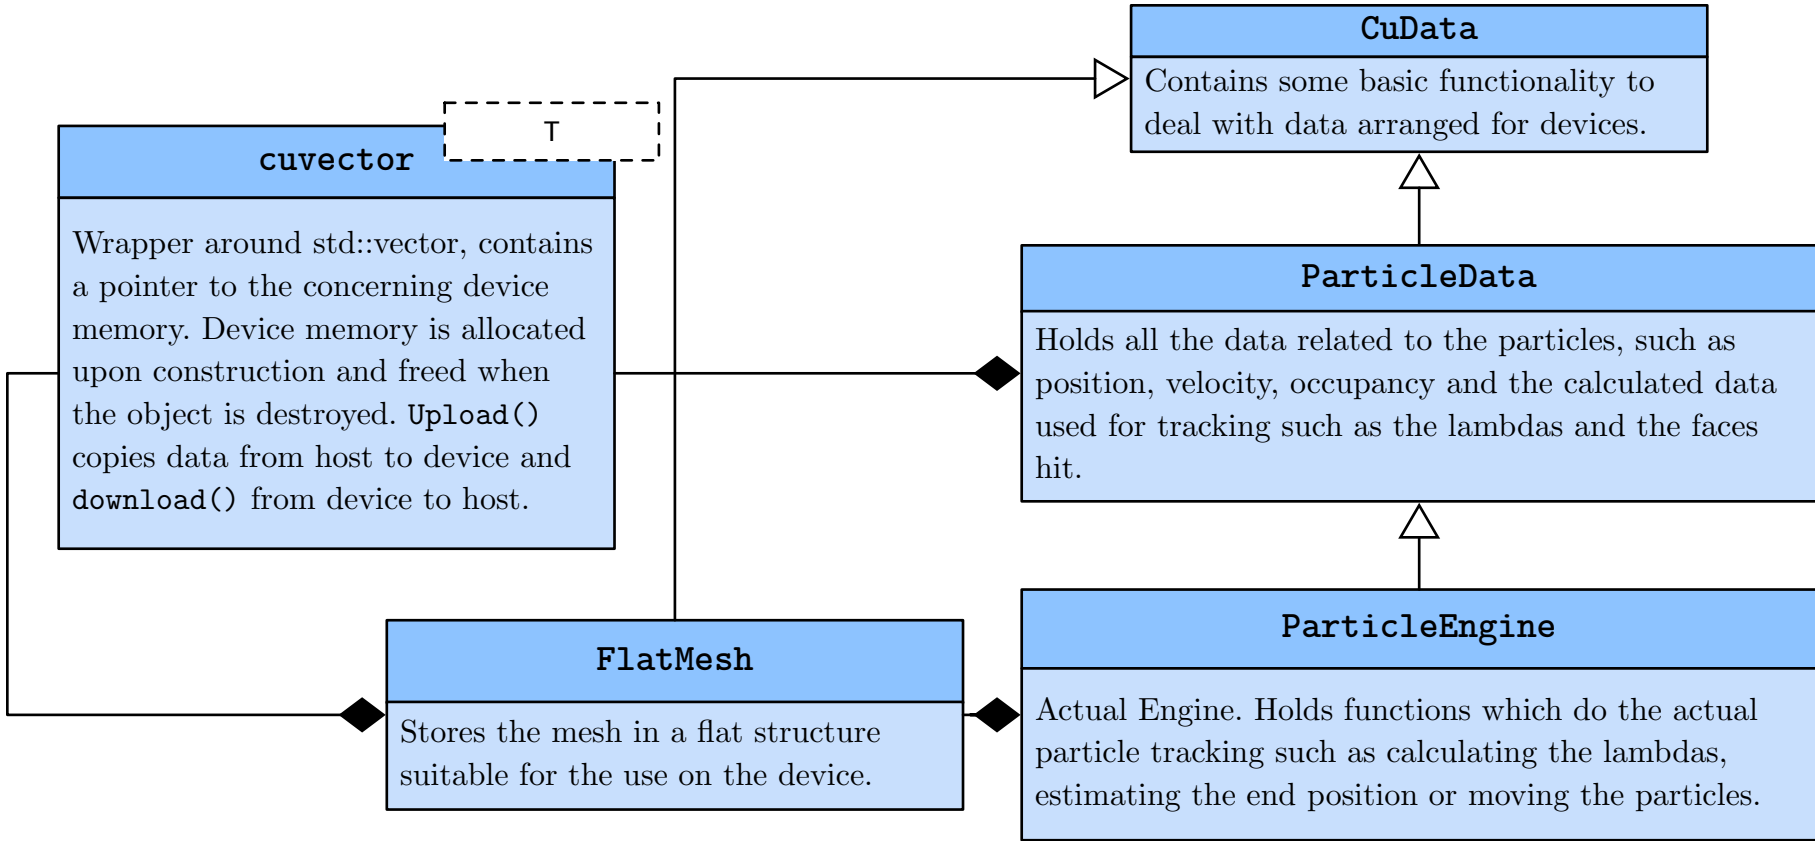 CuData
Contains some basic functionality to
deal with data arranged for devices.
T
cuvector
Wrapper around std::vector, contains
a pointer to the concerning device
memory. Device memory is allocated
upon construction and freed when
the object is destroyed. Upload()
copies data from host to device and
download() from device to host.
ParticleData
Holds all the data related to the particles, such as
position, velocity, occupancy and the calculated data
used for tracking such as the lambdas and the faces
hit.
FlatMesh
Stores the mesh in a flat structure
suitable for the use on the device.
ParticleEngine
Actual Engine. Holds functions which do the actual
particle tracking such as calculating the lambdas,
estimating the end position or moving the particles.